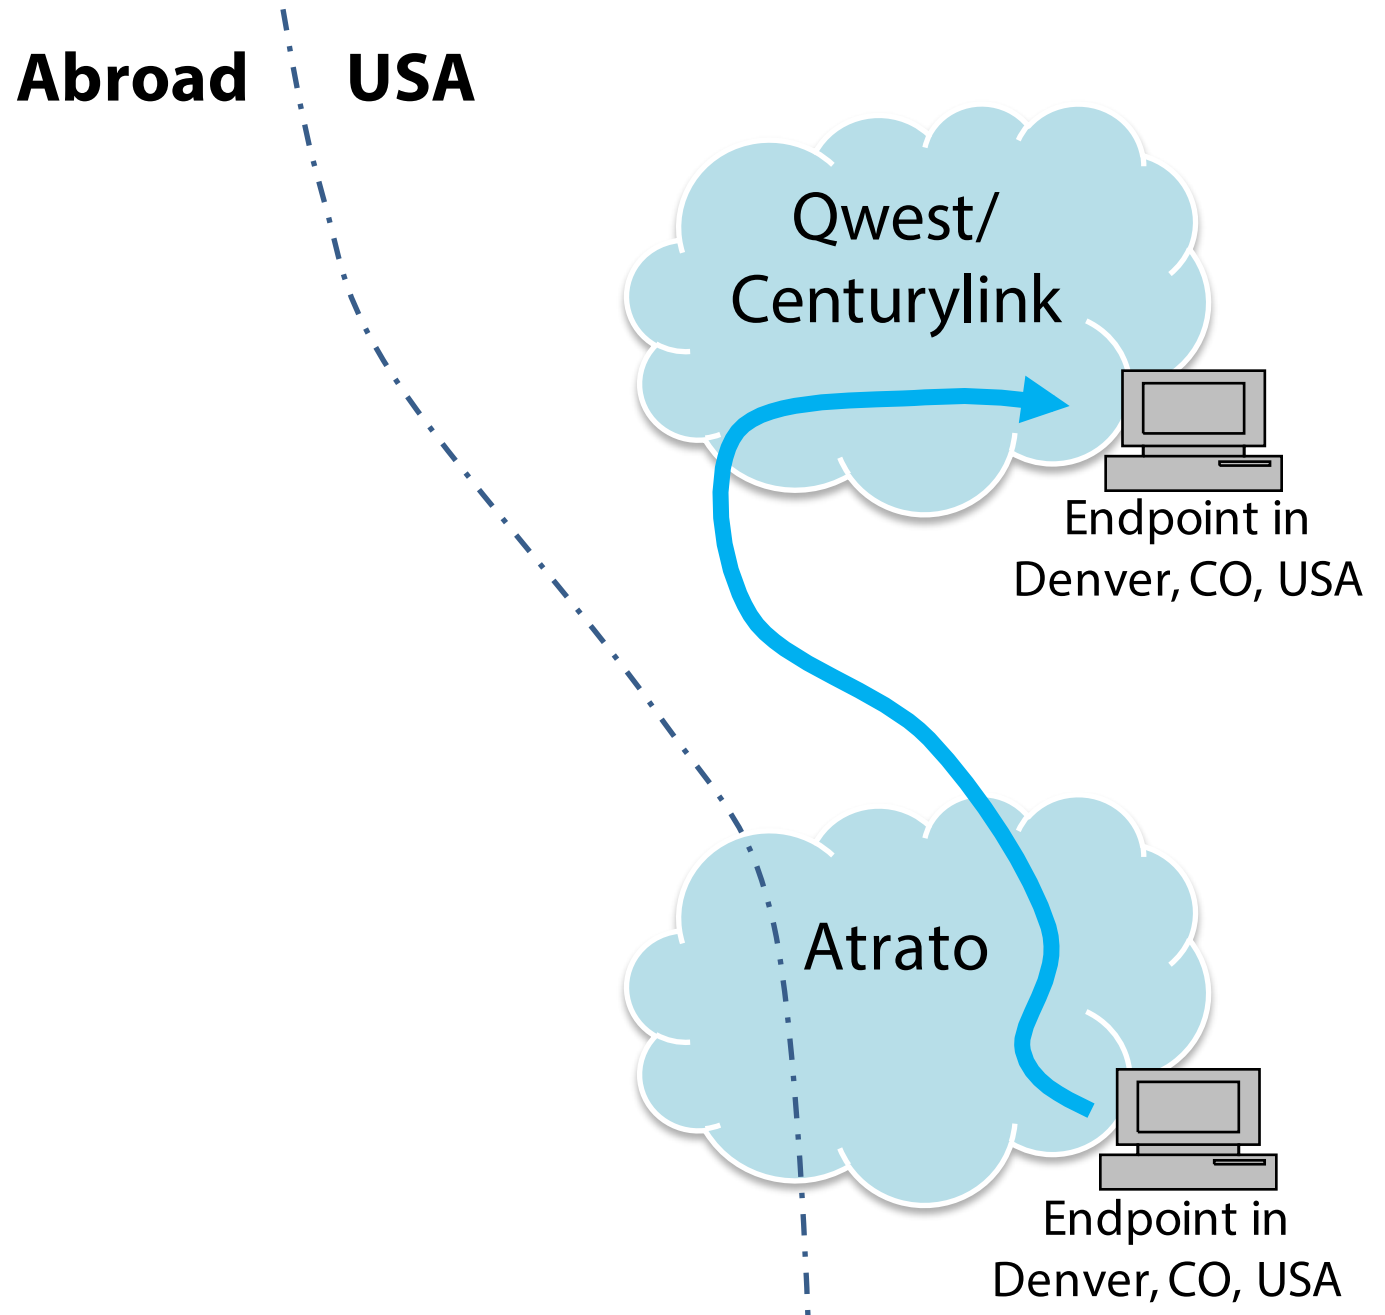 Abroad USA
Qwest/
Centurylink
Endpoint in
Denver, CO, USA
Atrato
Endpoint in
Denver, CO, USA